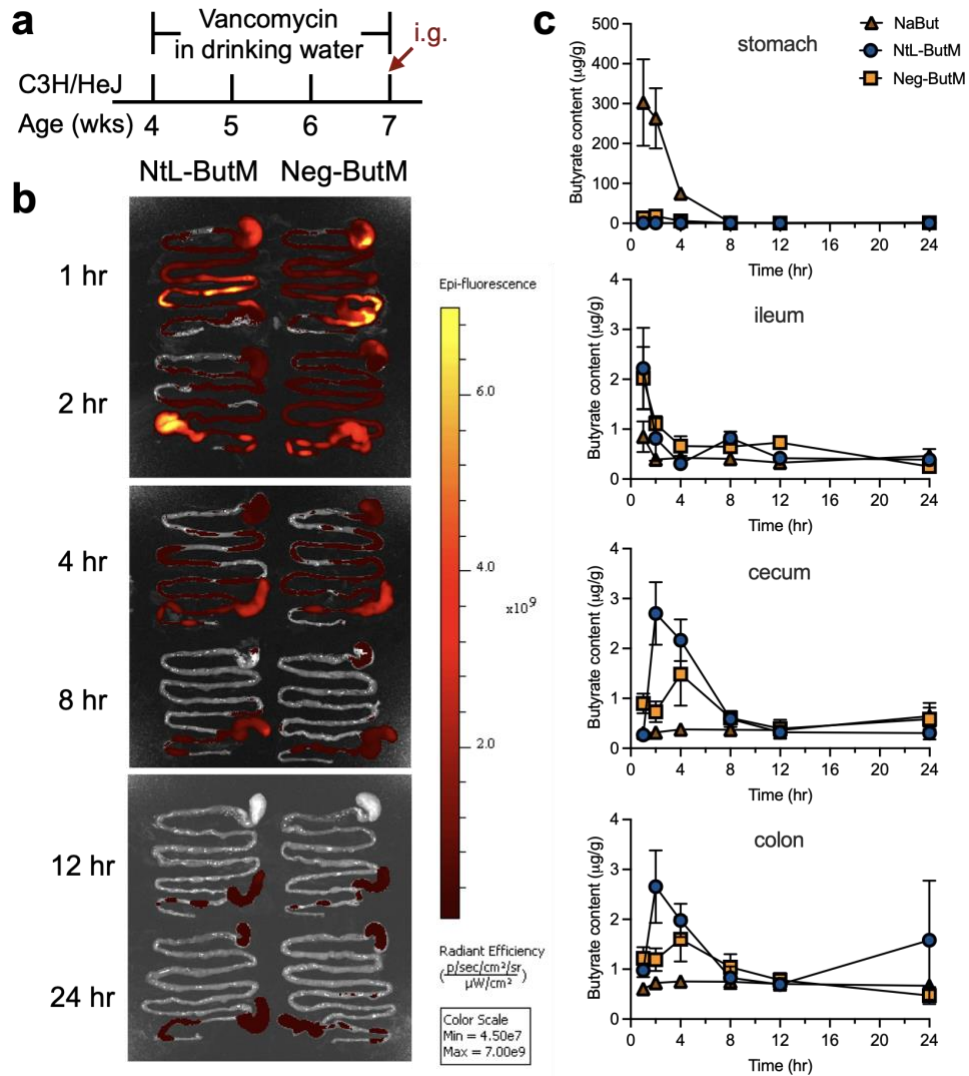 a
Vancomycin
in drinking water
i.g.
C3H/HeJ
Age (wks) 4 5 6 7
b
NtL-ButM Neg-ButM
1 hr
2 hr
4 hr
8 hr
12 hr
24 hr
Epi-fluorescence
6.0
4.0
x10⁹
2.0
Radiant Efficiency
(p/sec/cm²/sr / µW/cm²)
Color Scale
Min = 4.50e7
Max = 7.00e9
c
NaBut
NtL-ButM
Neg-ButM
stomach
Butyrate content (µg/g)
500
400
300
200
100
0
0 4 8 12 16 20 24
Time (hr)
ileum
Butyrate content (µg/g)
4
3
2
1
0
0 4 8 12 16 20 24
Time (hr)
cecum
Butyrate content (µg/g)
4
3
2
1
0
0 4 8 12 16 20 24
Time (hr)
colon
Butyrate content (µg/g)
4
3
2
1
0
0 4 8 12 16 20 24
Time (hr)